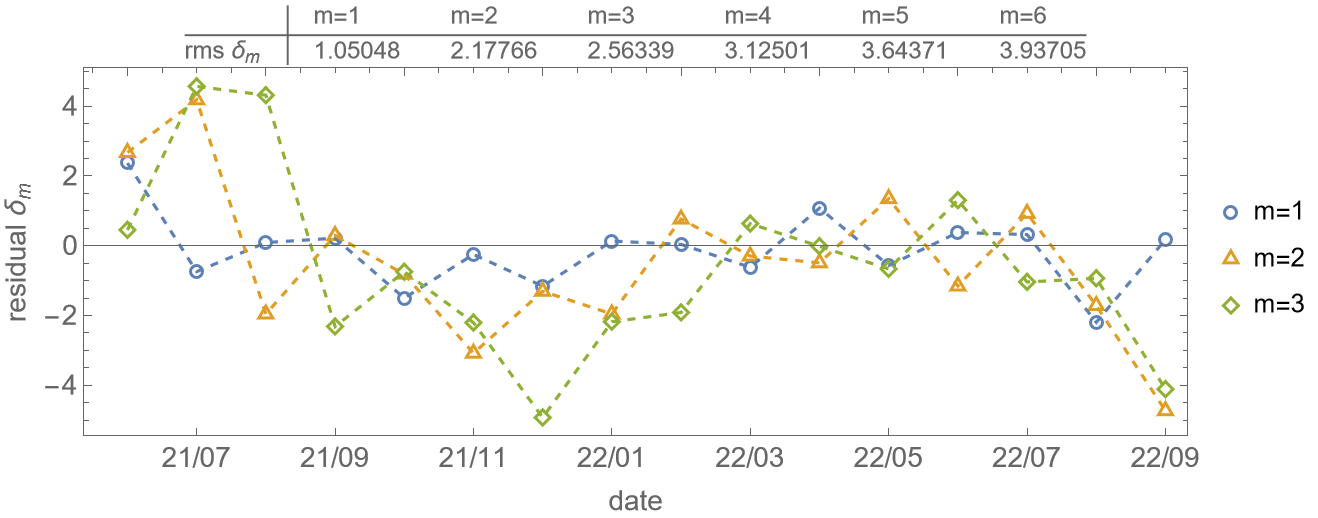 m=1 m=2 m=3 m=4 m=5 m=6
rms δm 1.05048 2.17766 2.56339 3.12501 3.64371 3.93705
residual δm
4
2
0
−2
−4
21/07 21/09 21/11 22/01 22/03 22/05 22/07 22/09
date
m=1
m=2
m=3